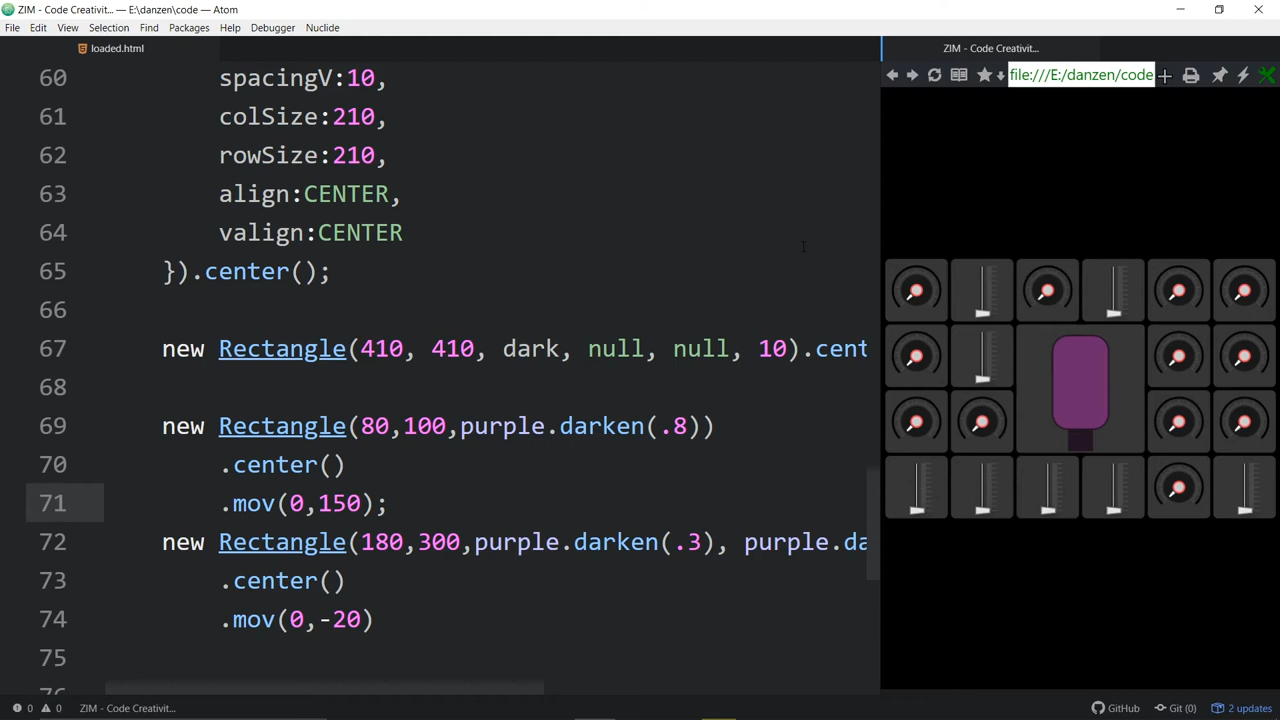 ZIM - Code Creativit... — E:\danzen\code — Atom
File Edit View Selection Find Packages Help Debugger Nuclide
loaded.html
ZIM - Code Creativit...
file:///E:/danzen/code
60 spacingV:10,
61 colSize:210,
62 rowSize:210,
63 align:CENTER,
64 valign:CENTER
65 }).center();
66
67 new Rectangle(410, 410, dark, null, null, 10).cent
68
69 new Rectangle(80,100,purple.darken(.8))
70 .center()
71 .mov(0,150);
72 new Rectangle(180,300,purple.darken(.3), purple.da
73 .center()
74 .mov(0,-20)
75
0 0 ZIM - Code Creativit...
GitHub Git (0) 2 updates